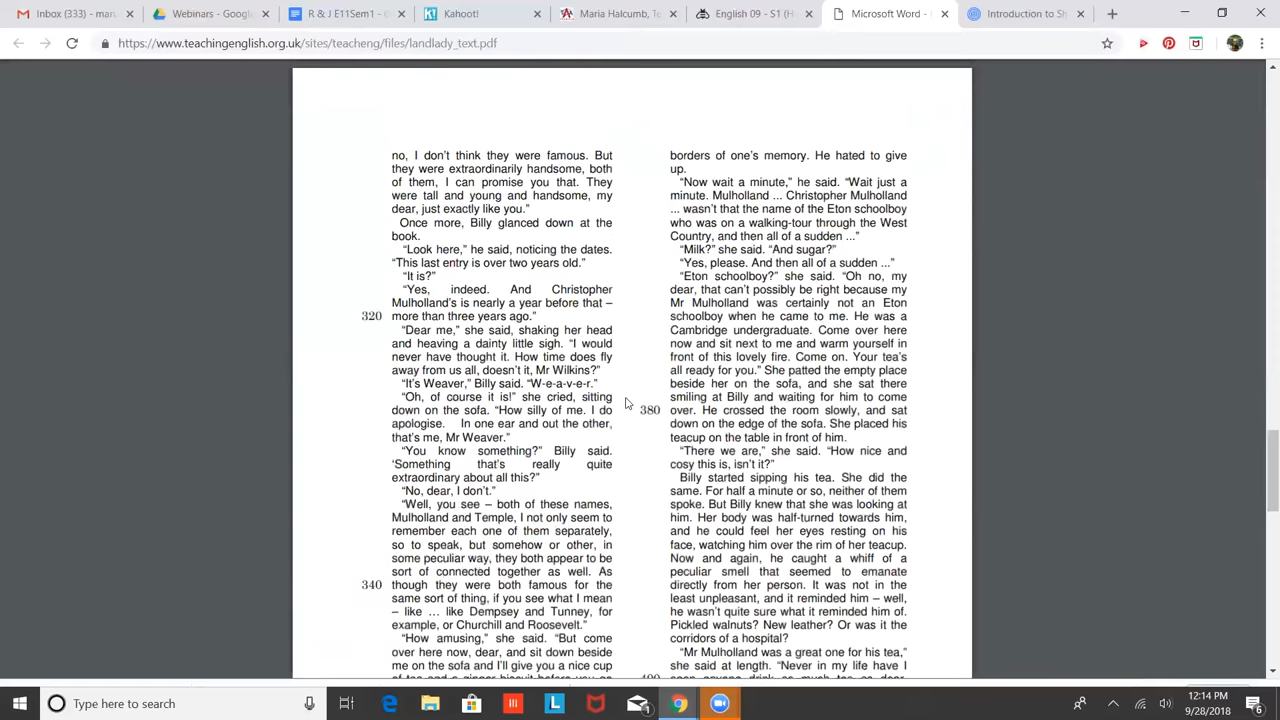 Inbox (333) - maru
Webinars - Google
R & J E11Sem1 - G
Kahoot!
Maria Halcumb, Te
English 09 - S1 (H
Microsoft Word -
Introduction to Sh
https://www.teachingenglish.org.uk/sites/teacheng/files/landlady_text.pdf
no, I don't think they were famous. But
they were extraordinarily handsome, both
of them, I can promise you that. They
were tall and young and handsome, my
dear, just exactly like you."
Once more, Billy glanced down at the
book.
"Look here," he said, noticing the dates.
"This last entry is over two years old."
"It is?"
"Yes, indeed. And Christopher
Mulholland's is nearly a year before that –
320 more than three years ago."
"Dear me," she said, shaking her head
and heaving a dainty little sigh. "I would
never have thought it. How time does fly
away from us all, doesn't it, Mr Wilkins?"
"It's Weaver," Billy said. "W-e-a-v-e-r."
"Oh, of course it is!" she cried, sitting
down on the sofa. "How silly of me. I do
apologise. In one ear and out the other,
that's me, Mr Weaver."
"You know something?" Billy said.
'Something that's really quite
extraordinary about all this?"
"No, dear, I don't."
"Well, you see – both of these names,
Mulholland and Temple, I not only seem to
remember each one of them separately,
so to speak, but somehow or other, in
some peculiar way, they both appear to be
sort of connected together as well. As
340 though they were both famous for the
same sort of thing, if you see what I mean
– like ... like Dempsey and Tunney, for
example, or Churchill and Roosevelt."
"How amusing," she said. "But come
over here now, dear, and sit down beside
me on the sofa and I'll give you a nice cup
of tea and a ginger biscuit before you go
borders of one's memory. He hated to give
up.
"Now wait a minute," he said. "Wait just a
minute. Mulholland ... Christopher Mulholland
... wasn't that the name of the Eton schoolboy
who was on a walking-tour through the West
Country, and then all of a sudden ..."
"Milk?" she said. "And sugar?"
"Yes, please. And then all of a sudden ..."
"Eton schoolboy?" she said. "Oh no, my
dear, that can't possibly be right because my
Mr Mulholland was certainly not an Eton
schoolboy when he came to me. He was a
Cambridge undergraduate. Come over here
now and sit next to me and warm yourself in
front of this lovely fire. Come on. Your tea's
all ready for you." She patted the empty place
beside her on the sofa, and she sat there
smiling at Billy and waiting for him to come
380 over. He crossed the room slowly, and sat
down on the edge of the sofa. She placed his
teacup on the table in front of him.
"There we are," she said. "How nice and
cosy this is, isn't it?"
Billy started sipping his tea. She did the
same. For half a minute or so, neither of them
spoke. But Billy knew that she was looking at
him. Her body was half-turned towards him,
and he could feel her eyes resting on his
face, watching him over the rim of her teacup.
Now and again, he caught a whiff of a
peculiar smell that seemed to emanate
directly from her person. It was not in the
least unpleasant, and it reminded him – well,
he wasn't quite sure what it reminded him of.
Pickled walnuts? New leather? Or was it the
corridors of a hospital?
"Mr Mulholland was a great one for his tea,"
she said at length. "Never in my life have I
400 seen anyone drink so much tea as dear,
Type here to search
12:14 PM
9/28/2018
6